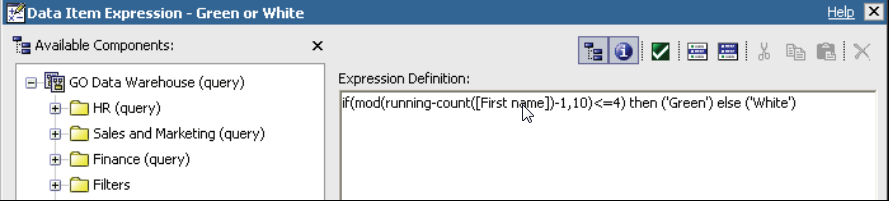 Data Item Expression - Green or White
Help
Available Components:
GO Data Warehouse (query)
HR (query)
Sales and Marketing (query)
Finance (query)
Filters
Expression Definition:
if(mod(running-count([First name])-1,10)<=4) then ('Green') else ('White')